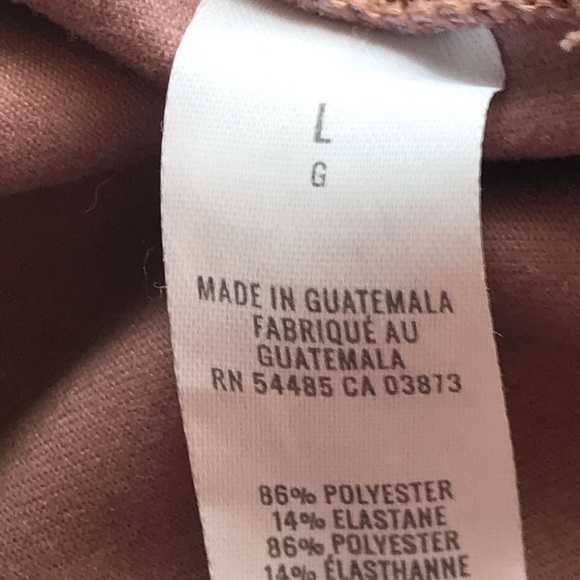 L
G
MADE IN GUATEMALA
FABRIQUÉ AU
GUATEMALA
RN 54485 CA 03873
86% POLYESTER
14% ELASTANE
86% POLYESTER
14% ÉLASTHANNE